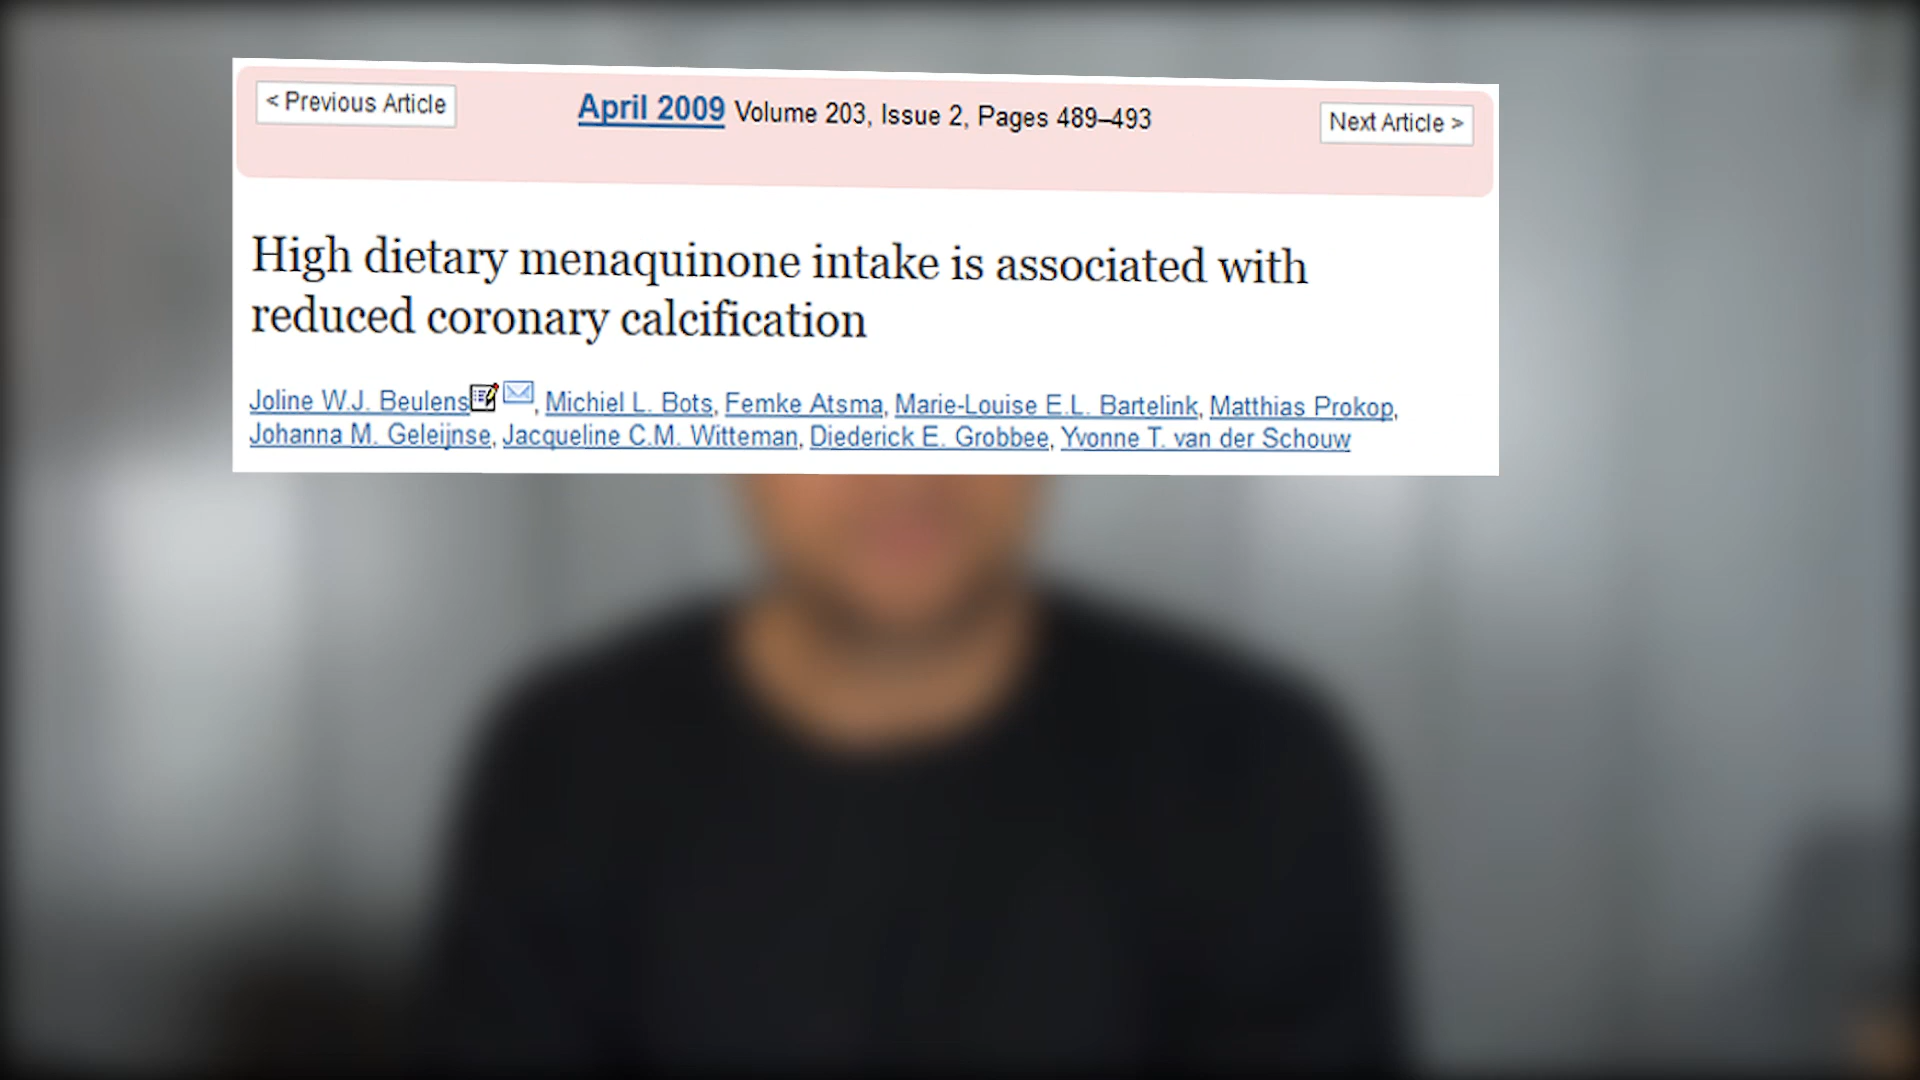 < Previous Article
April 2009 Volume 203, Issue 2, Pages 489–493
Next Article >
High dietary menaquinone intake is associated with
reduced coronary calcification
Joline W.J. Beulens, Michiel L. Bots, Femke Atsma, Marie-Louise E.L. Bartelink, Matthias Prokop,
Johanna M. Geleijnse, Jacqueline C.M. Witteman, Diederick E. Grobbee, Yvonne T. van der Schouw